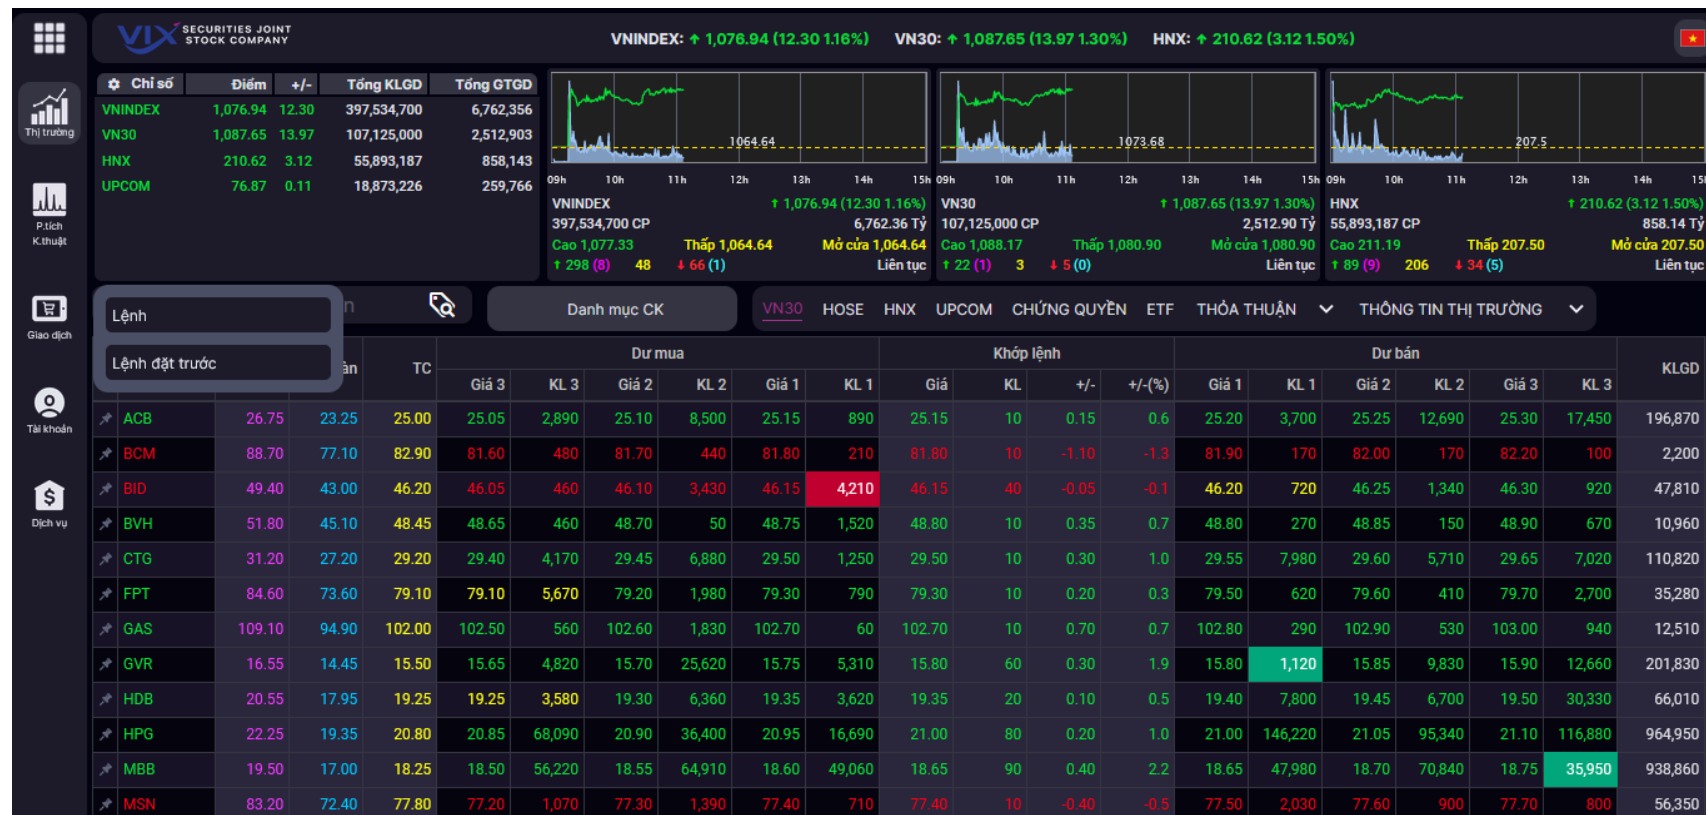 VIX SECURITIES JOINT STOCK COMPANY
VNINDEX: ↑ 1,076.94 (12.30 1.16%) VN30: ↑ 1,087.65 (13.97 1.30%) HNX: ↑ 210.62 (3.12 1.50%)
Chỉ số Điểm +/- Tổng KLGD Tổng GTGD
VNINDEX 1,076.94 12.30 397,534,700 6,762,356
VN30 1,087.65 13.97 107,125,000 2,512,903
HNX 210.62 3.12 55,893,187 858,143
UPCOM 76.87 0.11 18,873,226 259,766
1064.64
09h 10h 11h 12h 13h 14h 15h
VNINDEX ↑ 1,076.94 (12.30 1.16%)
397,534,700 CP 6,762.36 Tỷ
Cao 1,077.33 Thấp 1,064.64 Mở cửa 1,064.64
↑ 298 (8) 48 ↓ 66 (1) Liên tục
1073.68
09h 10h 11h 12h 13h 14h 15h
VN30 ↑ 1,087.65 (13.97 1.30%)
107,125,000 CP 2,512.90 Tỷ
Cao 1,088.17 Thấp 1,080.90 Mở cửa 1,080.90
↑ 22 (1) 3 ↓ 5 (0) Liên tục
207.5
09h 10h 11h 12h 13h 14h
HNX ↑ 210.62 (3.12 1.50%)
55,893,187 CP 858.14 Tỷ
Cao 211.19 Thấp 207.50 Mở cửa 207.50
↑ 89 (9) 206 ↓ 34 (5) Liên tục
Thị trường
P.tích
K.thuật
Giao dịch
Tài khoản
Dịch vụ
Lệnh
Lệnh đặt trước
Danh mục CK
VN30 HOSE HNX UPCOM CHỨNG QUYỀN ETF THỎA THUẬN THÔNG TIN THỊ TRƯỜNG
TC Dư mua Khớp lệnh Dư bán KLGD
Giá 3 KL 3 Giá 2 KL 2 Giá 1 KL 1 Giá KL +/- +/-(%) Giá 1 KL 1 Giá 2 KL 2 Giá 3 KL 3
ACB 26.75 23.25 25.00 25.05 2,890 25.10 8,500 25.15 890 25.15 10 0.15 0.6 25.20 3,700 25.25 12,690 25.30 17,450 196,870
BCM 88.70 77.10 82.90 81.60 480 81.70 440 81.80 210 81.80 10 -1.10 -1.3 81.90 170 82.00 170 82.20 100 2,200
BID 49.40 43.00 46.20 46.05 460 46.10 3,430 46.15 4,210 46.15 40 -0.05 -0.1 46.20 720 46.25 1,340 46.30 920 47,810
BVH 51.80 45.10 48.45 48.65 460 48.70 50 48.75 1,520 48.80 10 0.35 0.7 48.80 270 48.85 150 48.90 670 10,960
CTG 31.20 27.20 29.20 29.40 4,170 29.45 6,880 29.50 1,250 29.50 10 0.30 1.0 29.55 7,980 29.60 5,710 29.65 7,020 110,820
FPT 84.60 73.60 79.10 79.10 5,670 79.20 1,980 79.30 790 79.30 10 0.20 0.3 79.50 620 79.60 410 79.70 2,700 35,280
GAS 109.10 94.90 102.00 102.50 560 102.60 1,830 102.70 60 102.70 10 0.70 0.7 102.80 290 102.90 530 103.00 940 12,510
GVR 16.55 14.45 15.50 15.65 4,820 15.70 25,620 15.75 5,310 15.80 60 0.30 1.9 15.80 1,120 15.85 9,830 15.90 12,660 201,830
HDB 20.55 17.95 19.25 19.25 3,580 19.30 6,360 19.35 3,620 19.35 20 0.10 0.5 19.40 7,800 19.45 6,700 19.50 30,330 66,010
HPG 22.25 19.35 20.80 20.85 68,090 20.90 36,400 20.95 16,690 21.00 80 0.20 1.0 21.00 146,220 21.05 95,340 21.10 116,880 964,950
MBB 19.50 17.00 18.25 18.50 56,220 18.55 64,910 18.60 49,060 18.65 90 0.40 2.2 18.65 47,980 18.70 70,840 18.75 35,950 938,860
MSN 83.20 72.40 77.80 77.20 1,070 77.30 1,390 77.40 710 77.40 10 -0.40 -0.5 77.50 2,030 77.60 900 77.70 800 56,350